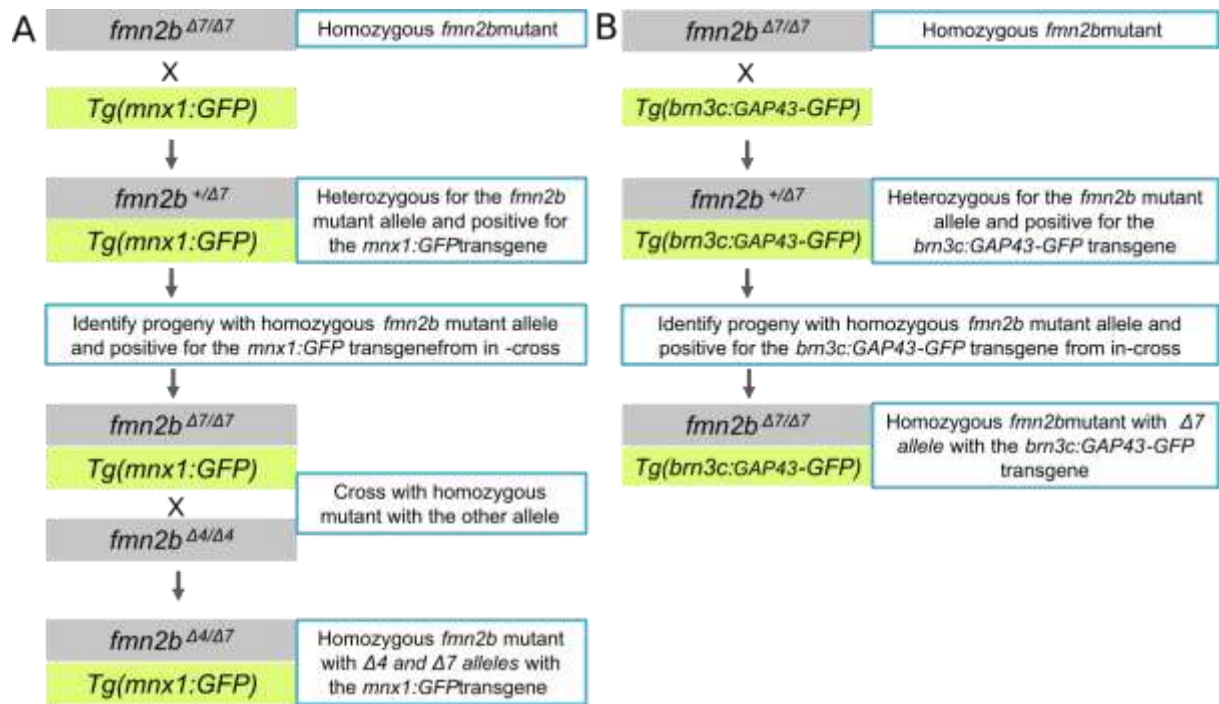 A
fmn2b Δ7/Δ7
Homozygous fmn2bmutant
X
Tg(mnx1:GFP)
fmn2b +/Δ7
Tg(mnx1:GFP)
Heterozygous for the fmn2b
mutant allele and positive for
the mnx1:GFPtransgene
Identify progeny with homozygous fmn2b mutant allele
and positive for the mnx1:GFP transgenefrom in -cross
fmn2b Δ7/Δ7
Tg(mnx1:GFP)
X
fmn2b Δ4/Δ4
Cross with homozygous
mutant with the other allele
fmn2b Δ4/Δ7
Tg(mnx1:GFP)
Homozygous fmn2b mutant
with Δ4 and Δ7 alleles with
the mnx1:GFPtransgene
B
fmn2b Δ7/Δ7
Homozygous fmn2bmutant
X
Tg(brn3c:GAP43-GFP)
fmn2b +/Δ7
Tg(brn3c:GAP43-GFP)
Heterozygous for the fmn2b mutant
allele and positive for the
brn3c:GAP43-GFP transgene
Identify progeny with homozygous fmn2b mutant allele and
positive for the brn3c:GAP43-GFP transgene from in-cross
fmn2b Δ7/Δ7
Tg(brn3c:GAP43-GFP)
Homozygous fmn2bmutant with Δ7
allele with the brn3c:GAP43-GFP
transgene